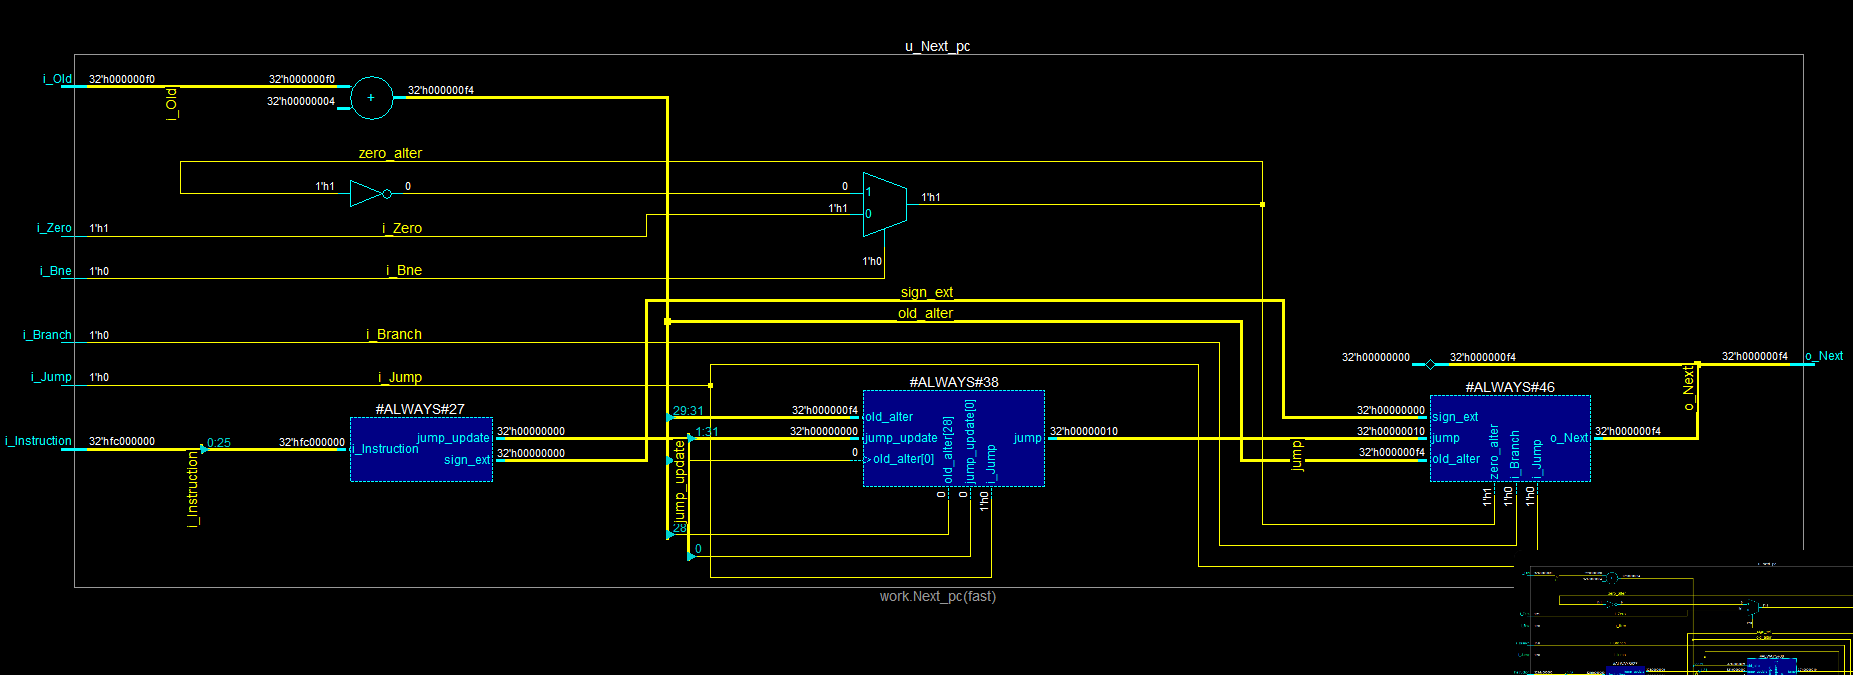 u_Next_pc
i_Old
32'h000000f0
32'h000000f0
32'h000000f4
i_Old
32'h00000004
+
zero_alter
1'h1
0
0
1
1'h1
1'h1
0
i_Zero
1'h1
i_Zero
i_Bne
1'h0
i_Bne
1'h0
sign_ext
old_alter
i_Branch
1'h0
i_Branch
32'h00000000
32'h000000f4
32'h000000f4
o_Next
i_Jump
1'h0
i_Jump
#ALWAYS#38
#ALWAYS#46
o_Next
#ALWAYS#27
i_Instruction
32'hfc000000
0:25
32'hfc000000
i_Instruction
jump_update
sign_ext
32'h00000000
32'h00000000
i_Instruction
29:31
1:31
jump_update
28
0
32'h000000f4
32'h00000000
0
old_alter
jump_update
old_alter[0]
old_alter[28]
jump_update[0]
i_Jump
jump
32'h00000010
0
0
1'h0
jump
32'h00000000
32'h00000010
32'h000000f4
sign_ext
jump
old_alter
zero_alter
i_Branch
i_Jump
o_Next
32'h000000f4
1'h1
1'h0
1'h0
work.Next_pc(fast)